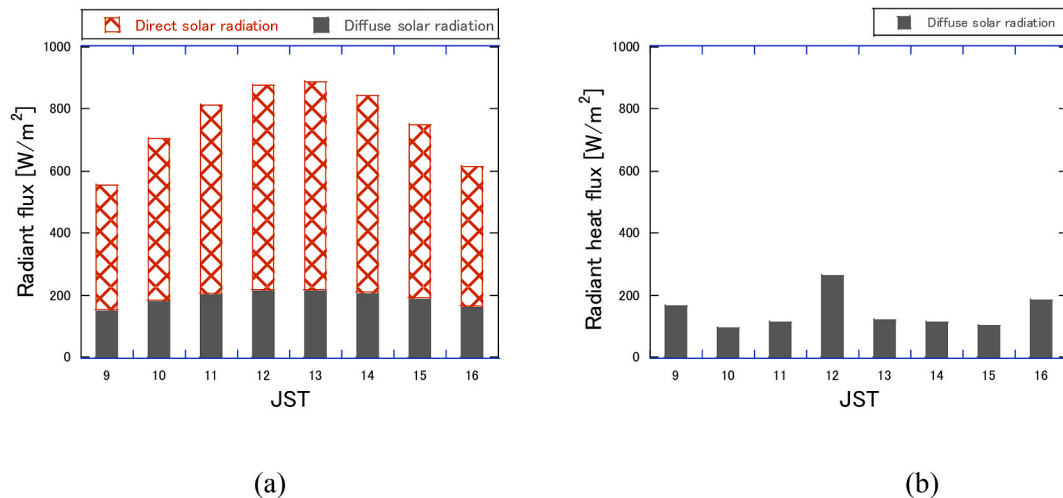 Direct solar radiation Diffuse solar radiation
Radiant flux [W/m²]
1000
800
600
400
200
0
9 10 11 12 13 14 15 16
JST
(a)
Diffuse solar radiation
Radiant heat flux [W/m²]
1000
800
600
400
200
0
9 10 11 12 13 14 15 16
JST
(b)